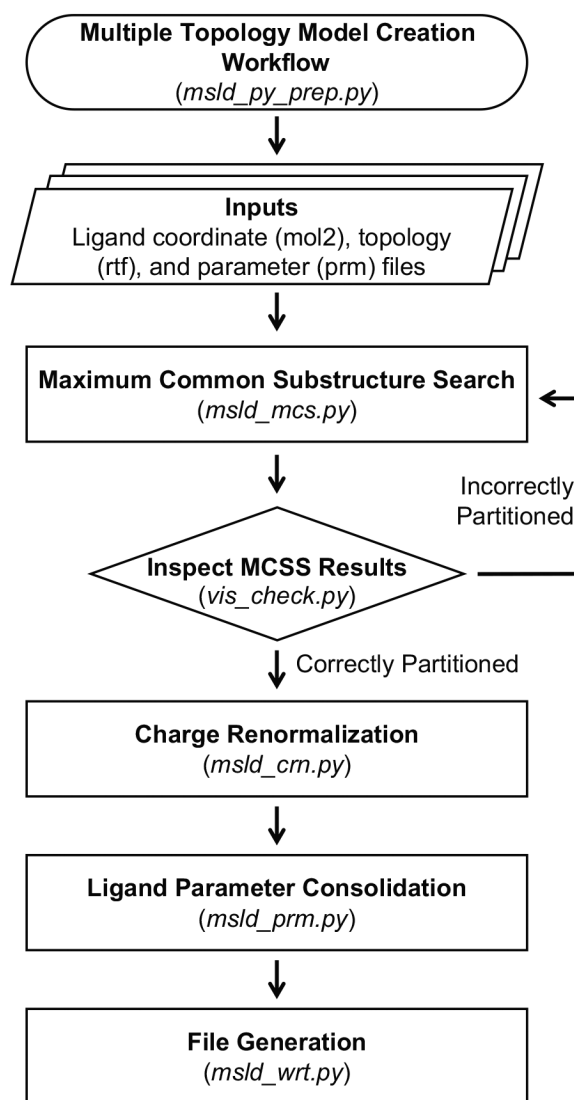 Multiple Topology Model Creation
Workflow
(msld_py_prep.py)
Inputs
Ligand coordinate (mol2), topology
(rtf), and parameter (prm) files
Maximum Common Substructure Search
(msld_mcs.py)
Incorrectly
Partitioned
Inspect MCSS Results
(vis_check.py)
Correctly Partitioned
Charge Renormalization
(msld_crn.py)
Ligand Parameter Consolidation
(msld_prm.py)
File Generation
(msld_wrt.py)